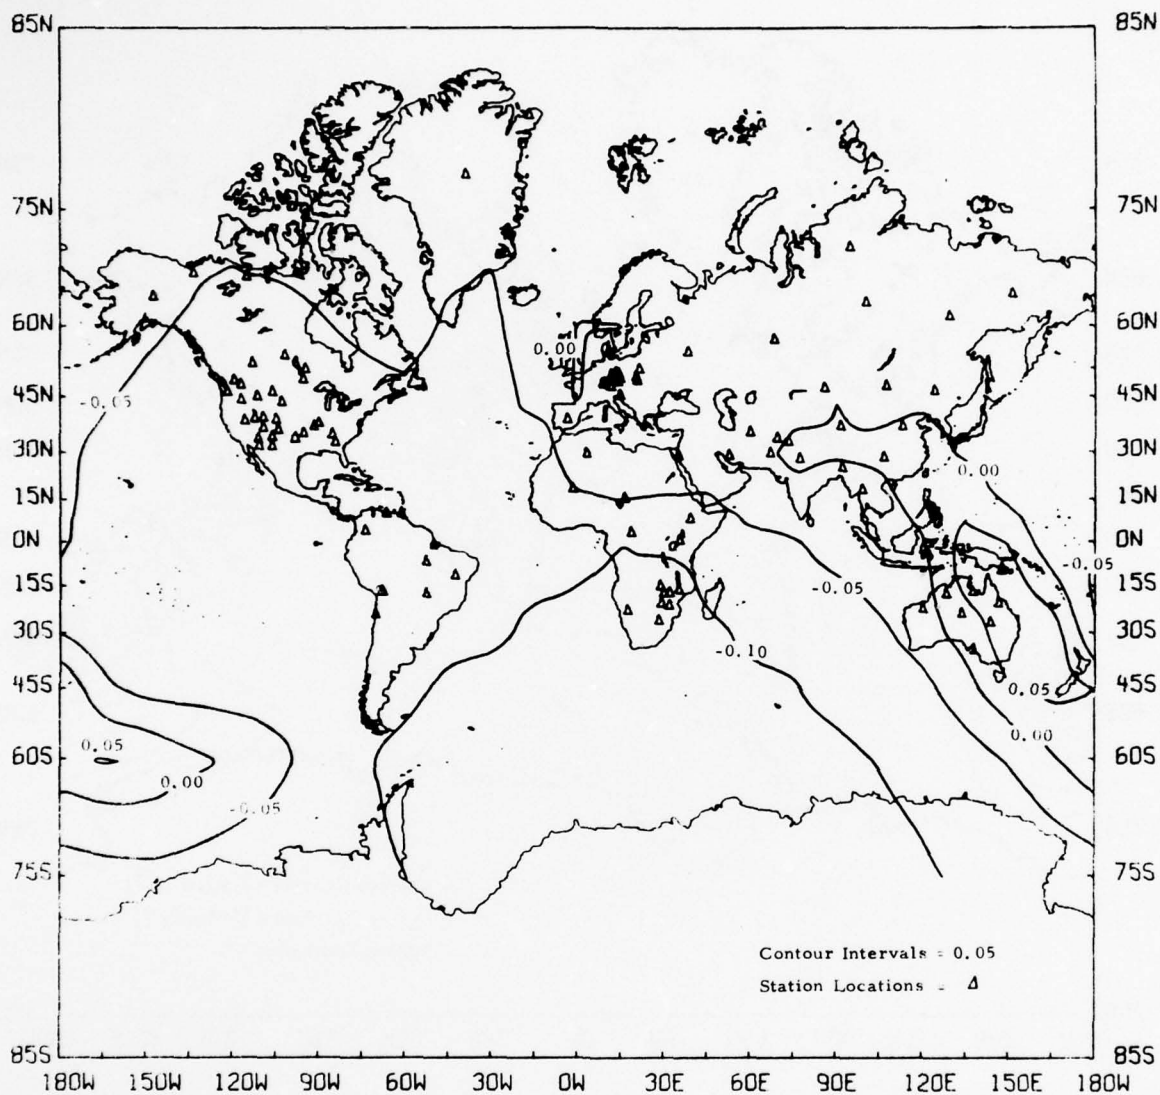 85N 85N
75N 75N
60N 60N
0.00
45N 45N
-0.05
30N 30N
0.00
15N 15N
0N 0N
-0.05
15S 15S
-0.05
30S 30S
-0.10
45S 0.05 45S
0.05 0.00
60S 60S
0.00
-0.05
75S 75S
Contour Intervals = 0.05
Station Locations = Δ
85S 85S
180W 150W 120W 90W 60W 30W 0W 30E 60E 90E 120E 150E 180W